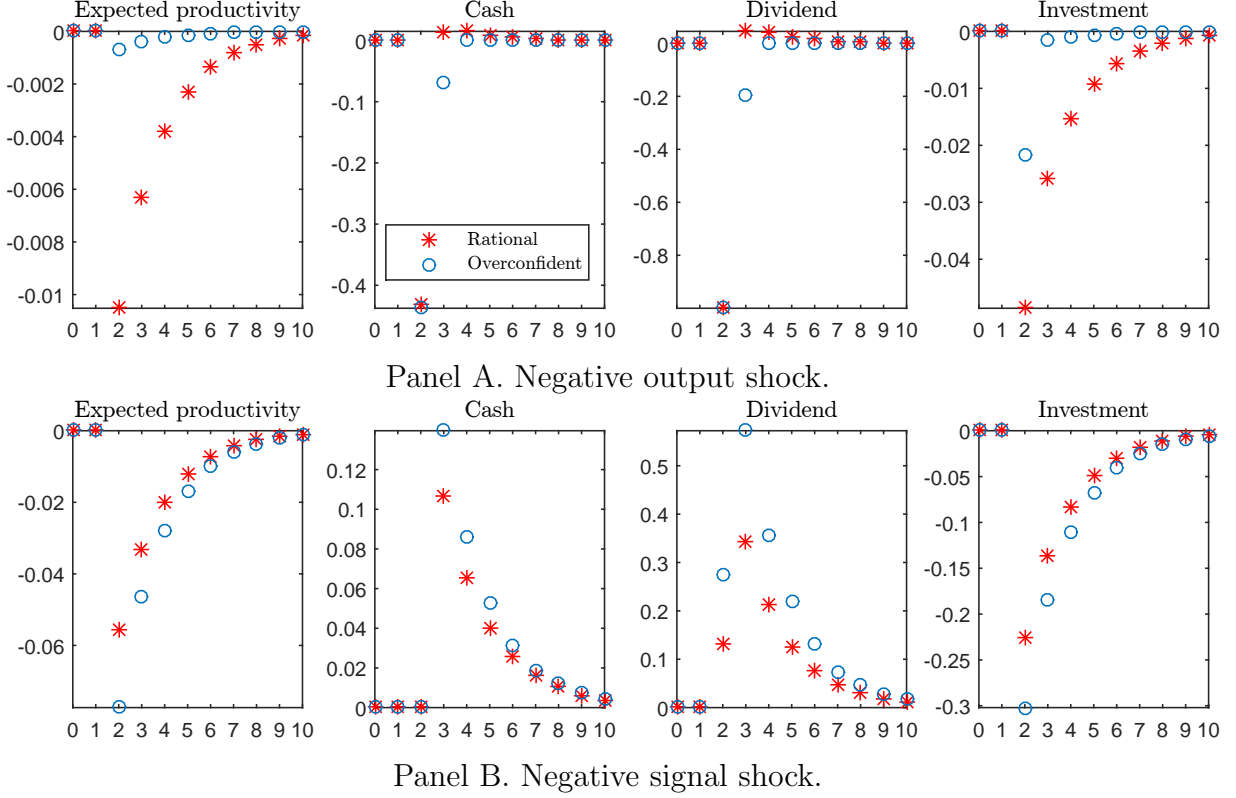 Expected productivity Cash Dividend Investment
0 0 0 0
-0.002 -0.1 -0.2 -0.01
-0.004 -0.2 -0.4 -0.02
-0.006 -0.3 -0.6 -0.03
-0.008 -0.4 -0.8 -0.04
-0.01
Rational
Overconfident
0 1 2 3 4 5 6 7 8 9 10 0 1 2 3 4 5 6 7 8 9 10 0 1 2 3 4 5 6 7 8 9 10 0 1 2 3 4 5 6 7 8 9 10
Panel A. Negative output shock.
Expected productivity Cash Dividend Investment
0 0.12 0.5 0
-0.02 0.1 0.4 -0.05
-0.04 0.08 0.3 -0.1
-0.06 0.06 0.2 -0.15
0.04 0.1 -0.2
0.02 0 -0.25
0 -0.3
0 1 2 3 4 5 6 7 8 9 10 0 1 2 3 4 5 6 7 8 9 10 0 1 2 3 4 5 6 7 8 9 10 0 1 2 3 4 5 6 7 8 9 10
Panel B. Negative signal shock.